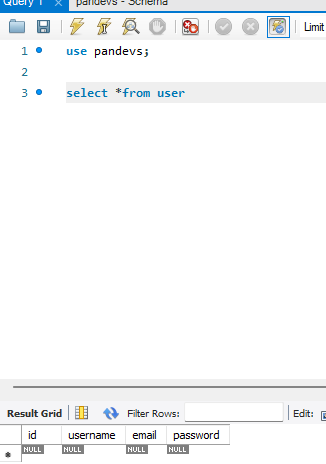 Query 1 pandevs - Schema
Limit
1 use pandevs;
2
3 select *from user
Result Grid Filter Rows: Edit:
id username email password
NULL NULL NULL NULL